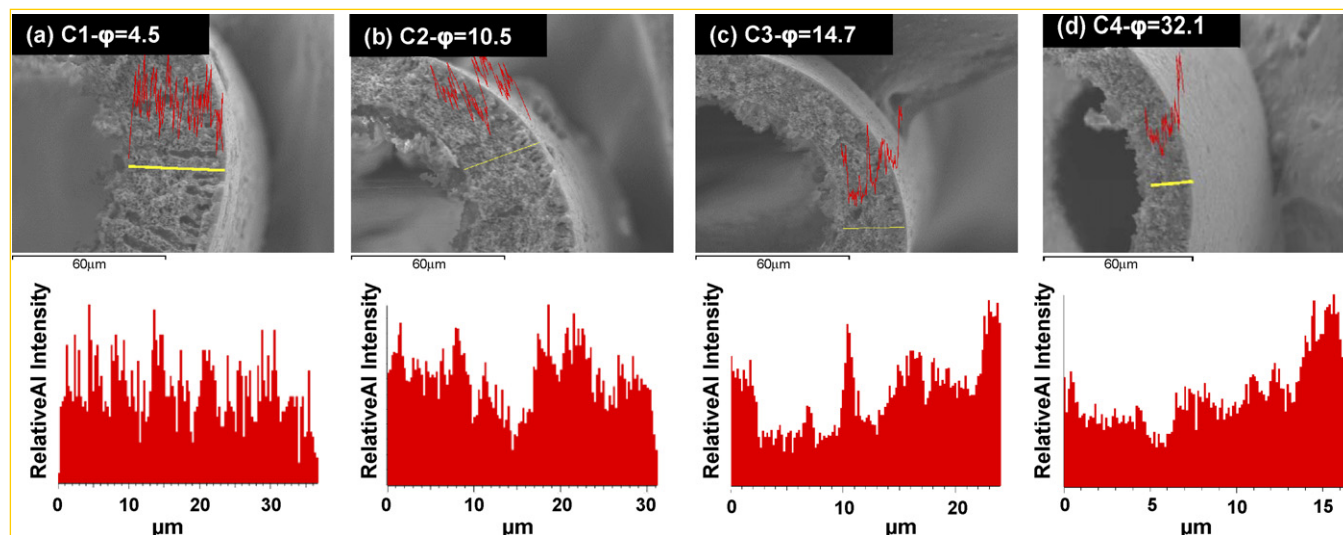 (a) C1-φ=4.5
(b) C2-φ=10.5
(c) C3-φ=14.7
(d) C4-φ=32.1
60μm
60μm
60μm
60μm
RelativeAl Intensity
0 10 20 30
μm
RelativeAl Intensity
0 10 20 30
μm
RelativeAl Intensity
0 10 20
μm
RelativeAl Intensity
0 5 10 15
μm